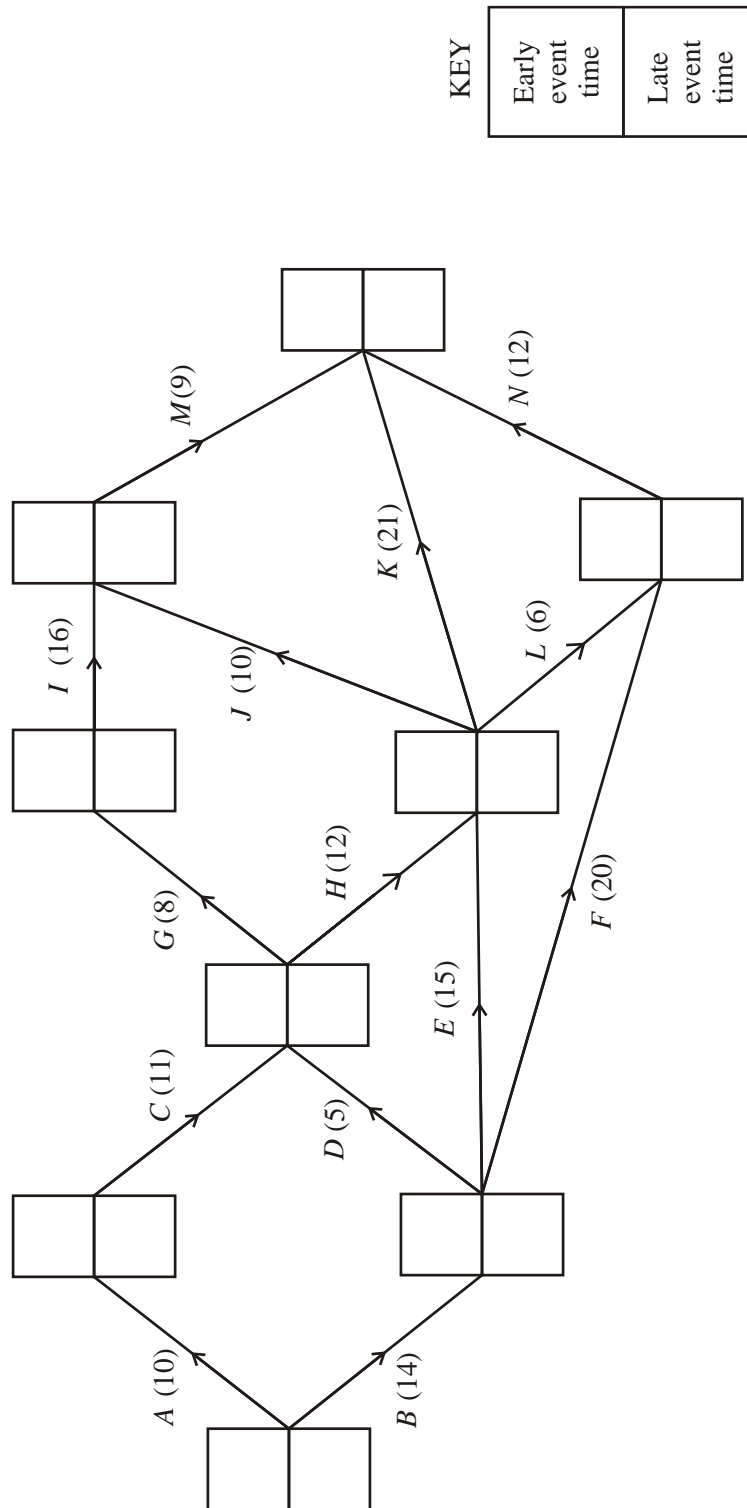 A (10)
B (14)
C (11)
D (5)
E (15)
F (20)
G (8)
H (12)
I (16)
J (10)
K (21)
L (6)
M (9)
N (12)
KEY
Early
event
time
Late
event
time